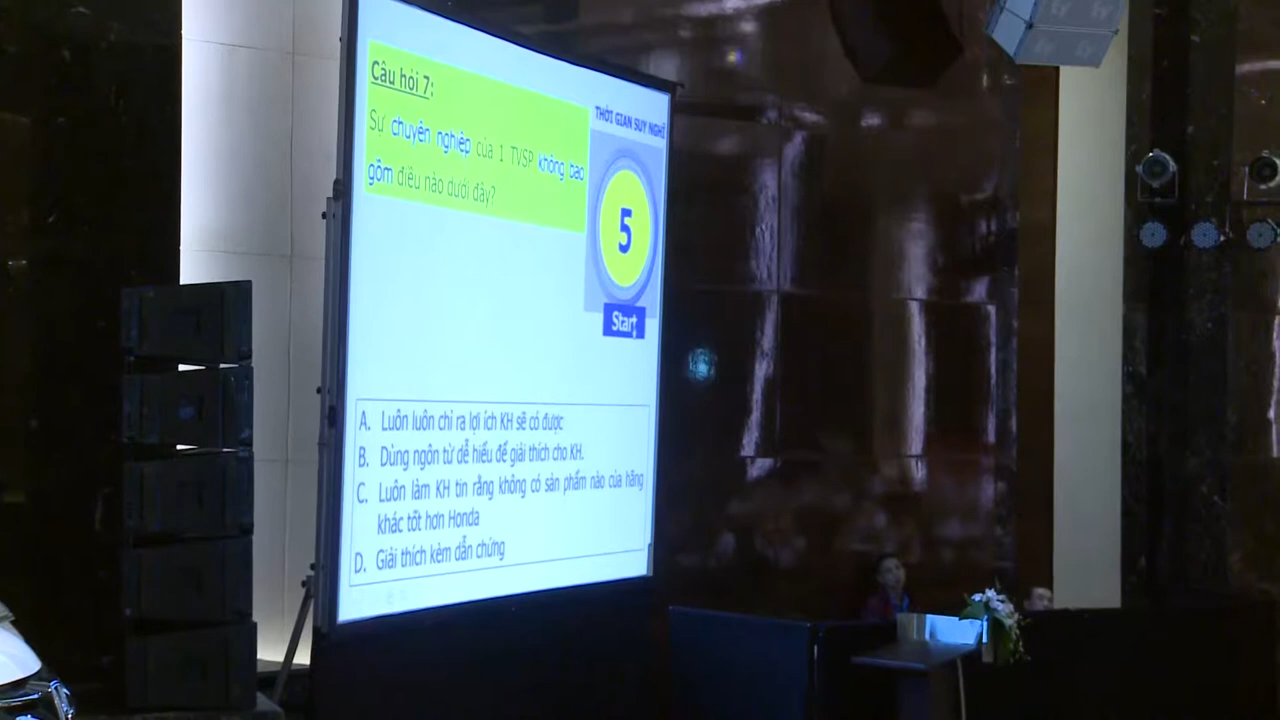 Câu hỏi 7:
Sự chuyên nghiệp của 1 TVSP không bao
gồm điều nào dưới đây?
THỜI GIAN SUY NGHĨ
5
Start
A. Luôn luôn chỉ ra lợi ích KH sẽ có được
B. Dùng ngôn từ dễ hiểu để giải thích cho KH.
C. Luôn làm KH tin rằng không có sản phẩm nào của hãng
khác tốt hơn Honda
D. Giải thích kèm dẫn chứng